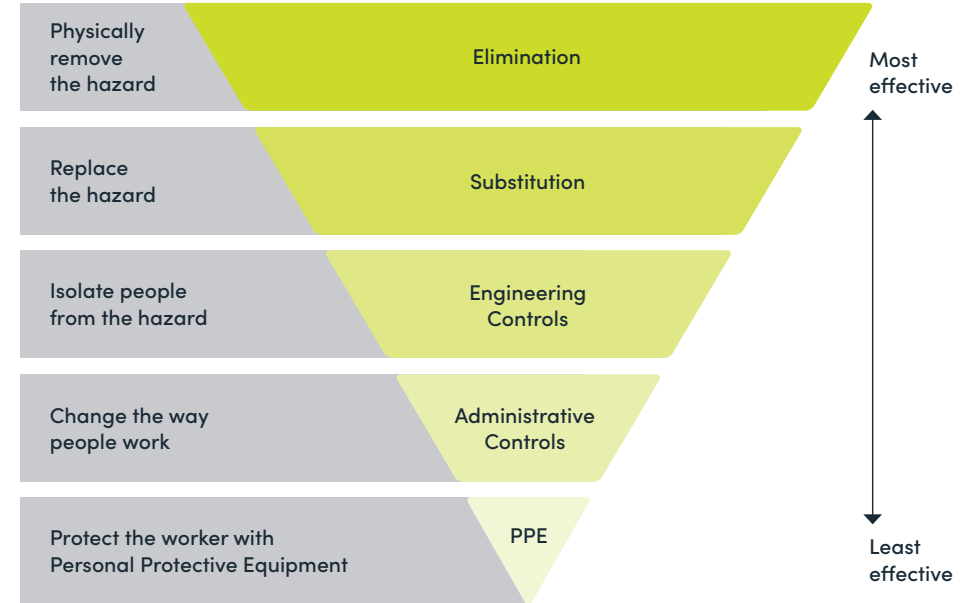 Physically
remove
the hazard
Elimination
Most
effective
Replace
the hazard
Substitution
Isolate people
from the hazard
Engineering
Controls
Change the way
people work
Administrative
Controls
Protect the worker with
Personal Protective Equipment
PPE
Least
effective